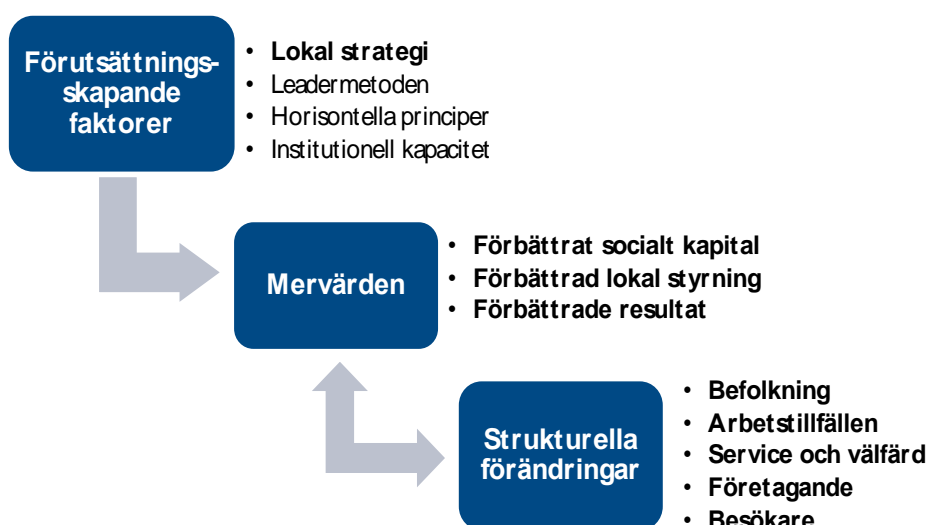 Förutsättnings-
skapande
faktorer
• Lokal strategi
• Leadermetoden
• Horisontella principer
• Institutionell kapacitet
Mervärden
• Förbättrat socialt kapital
• Förbättrad lokal styrning
• Förbättrade resultat
Strukturella
förändringar
• Befolkning
• Arbetstillfällen
• Service och välfärd
• Företagande
• Besökare